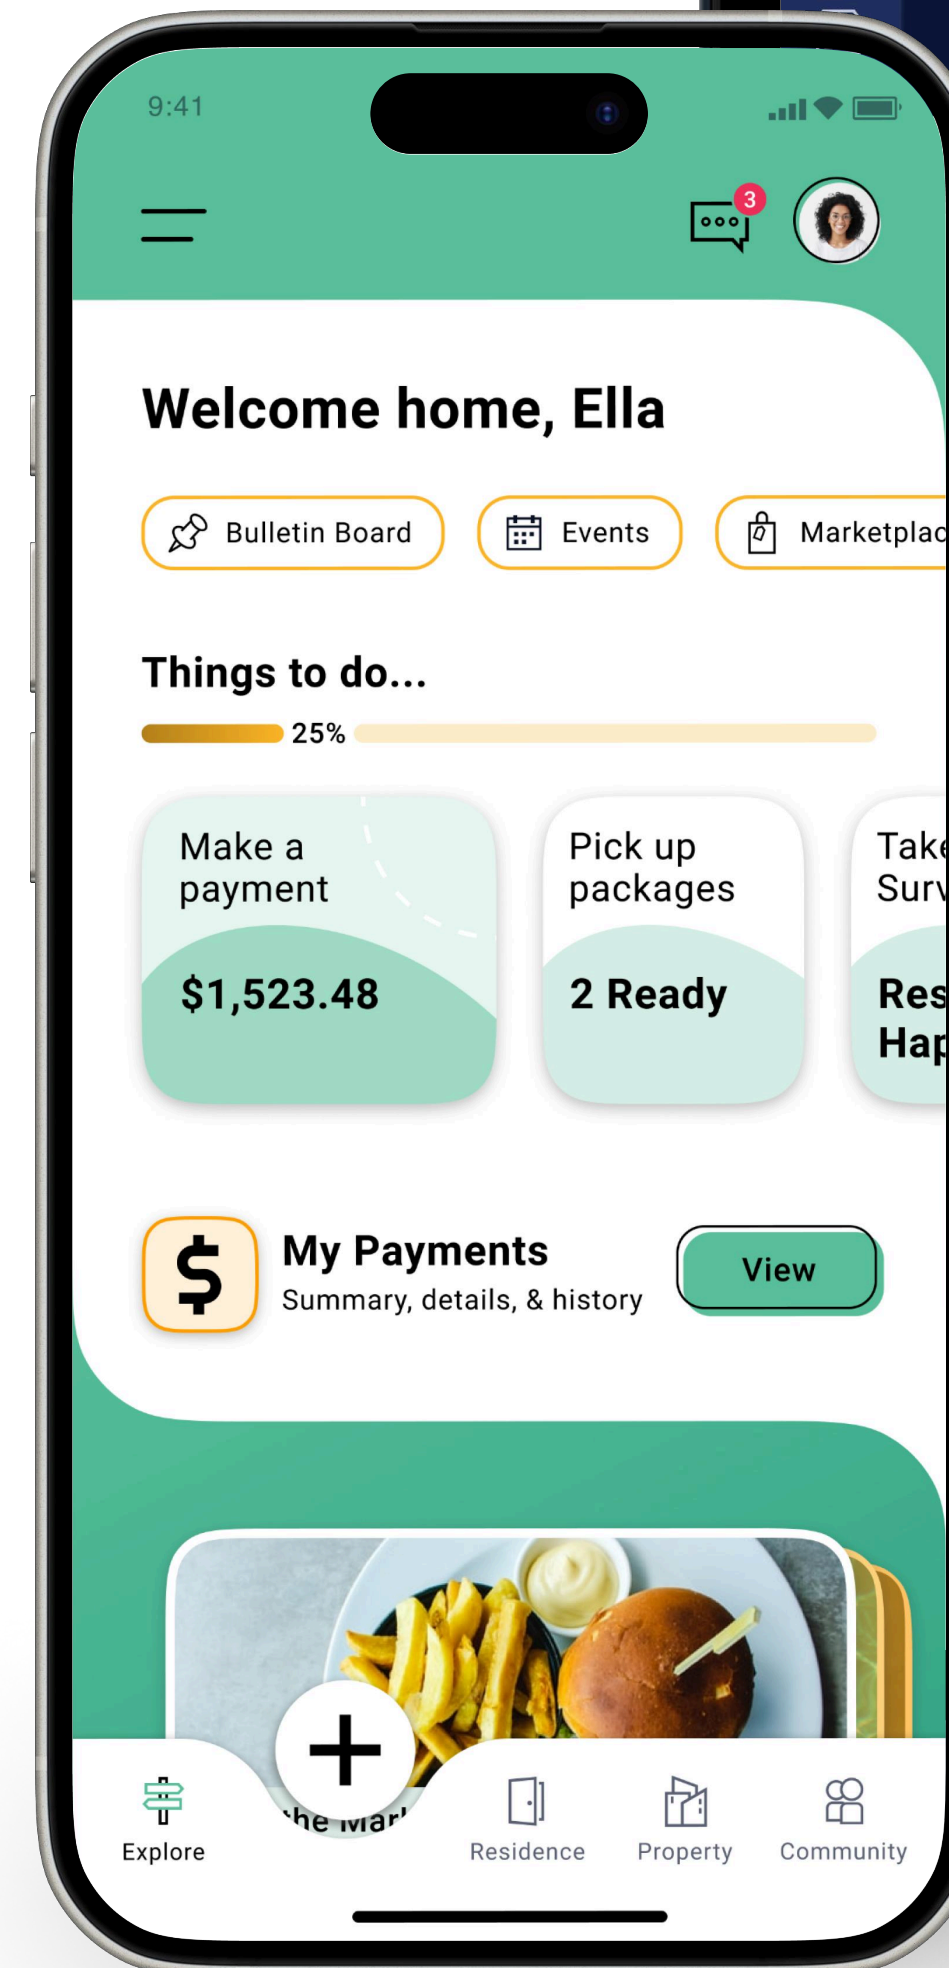 9:41
3
Welcome home, Ella
Bulletin Board
Events
Marketplac
Things to do...
25%
Make a
payment
$1,523.48
Pick up
packages
2 Ready
Take
Surv
Res
Hap
My Payments
Summary, details, & history
View
the Mar
Explore
Residence
Property
Community